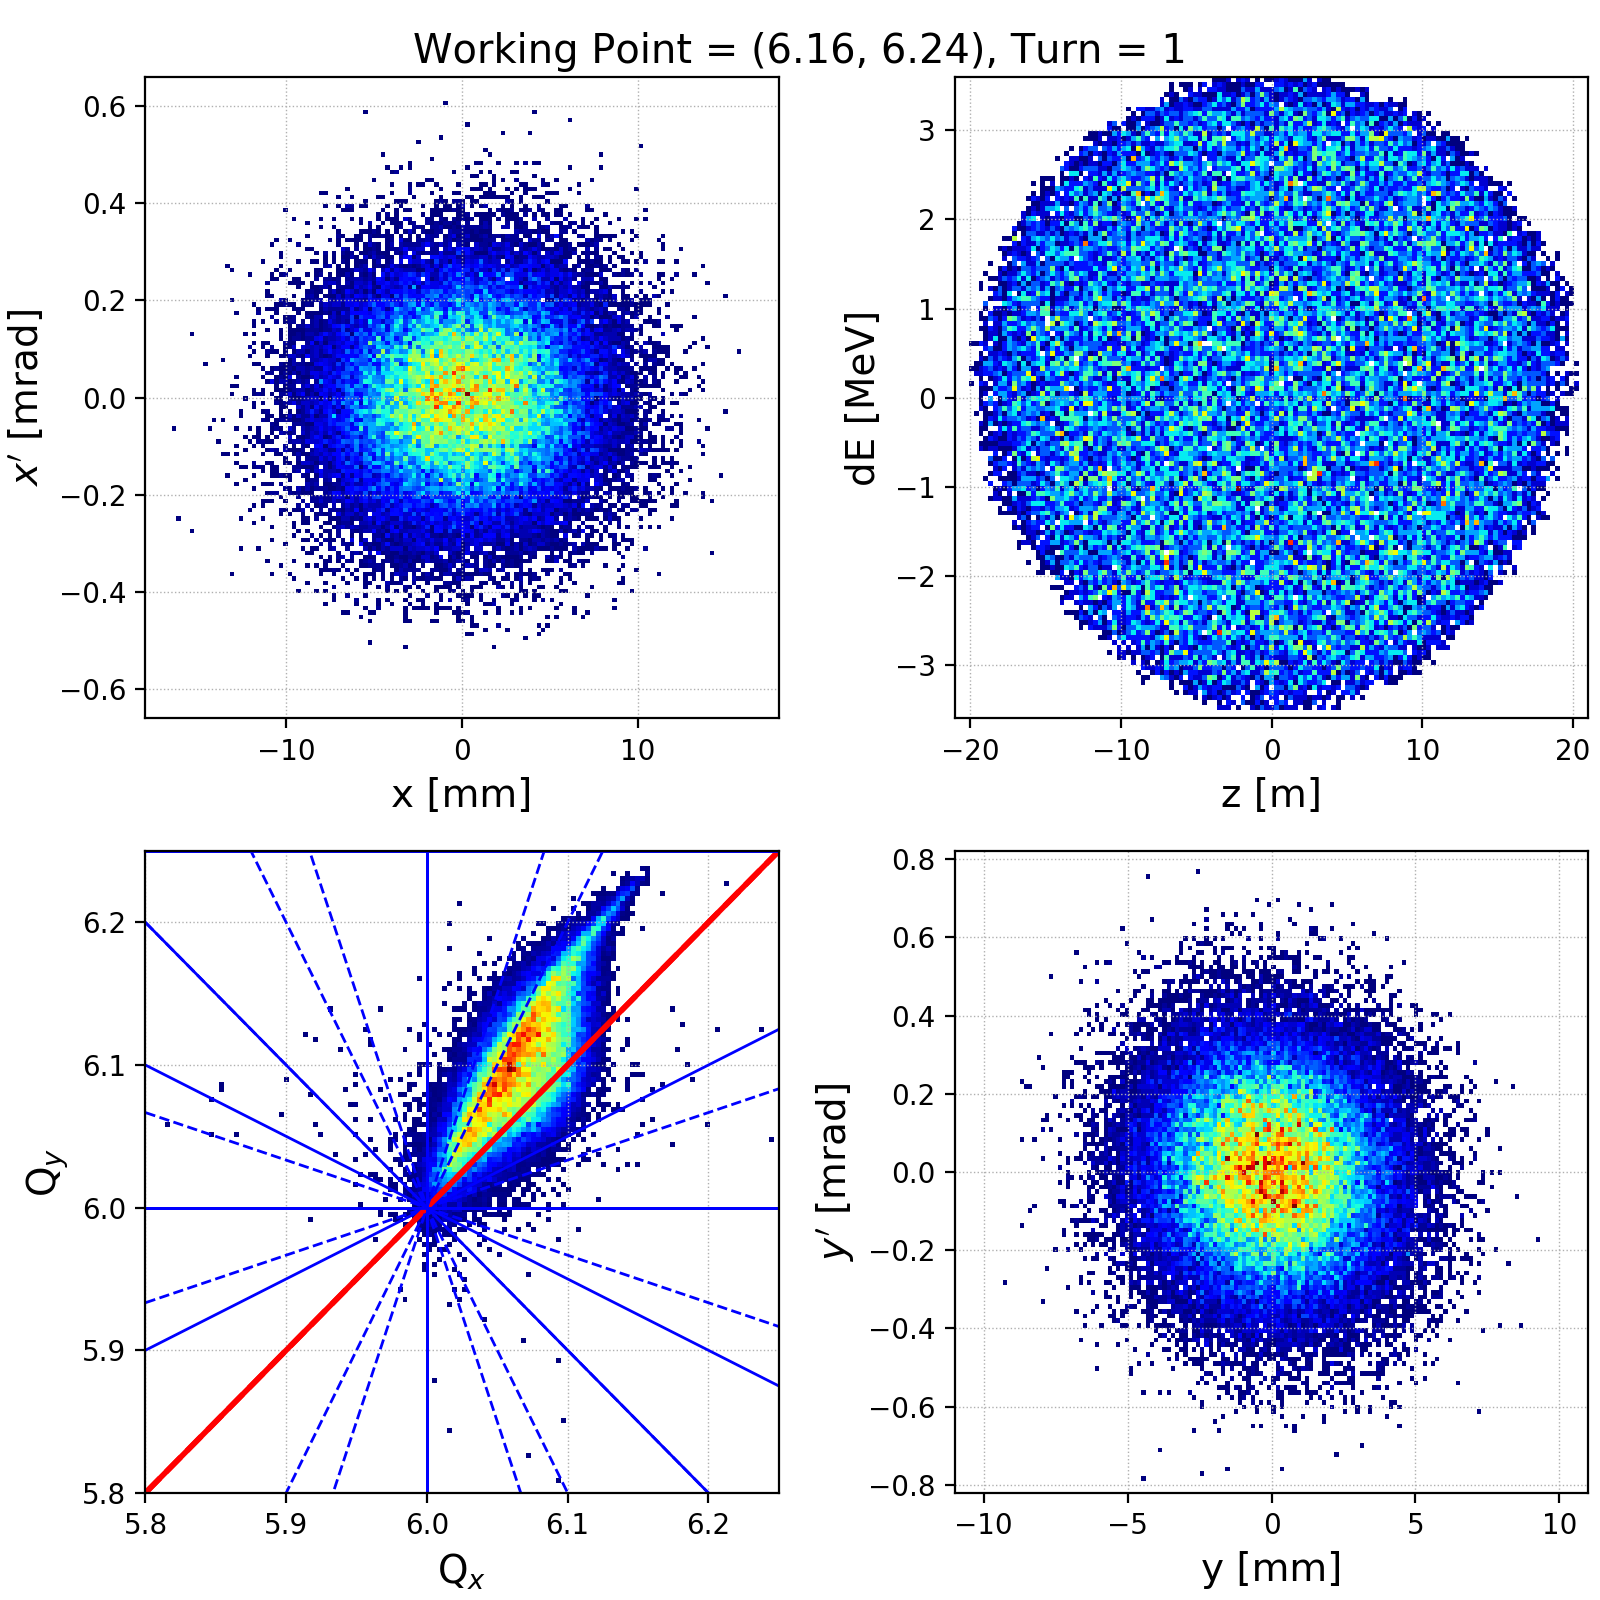 Working Point = (6.16, 6.24), Turn = 1
0.6
0.4
0.2
0.0
−0.2
−0.4
−0.6
x′ [mrad]
−10 0 10
x [mm]
3
2
1
0
−1
−2
−3
dE [MeV]
−20 −10 0 10 20
z [m]
6.2
6.1
6.0
5.9
5.8
Qy
5.8 5.9 6.0 6.1 6.2
Qx
0.8
0.6
0.4
0.2
0.0
−0.2
−0.4
−0.6
−0.8
y′ [mrad]
−10 −5 0 5 10
y [mm]